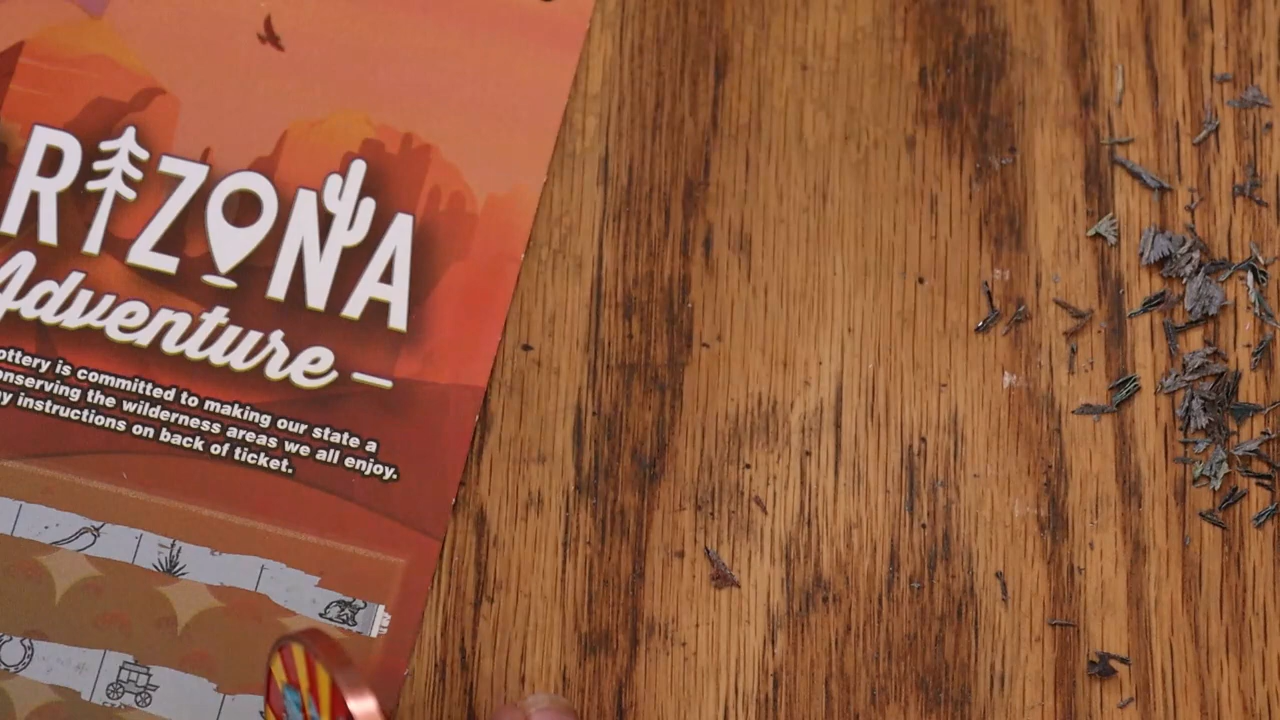 RIZONA
Adventure
ottery is committed to making our state a
onserving the wilderness areas we all enjoy.
y instructions on back of ticket.